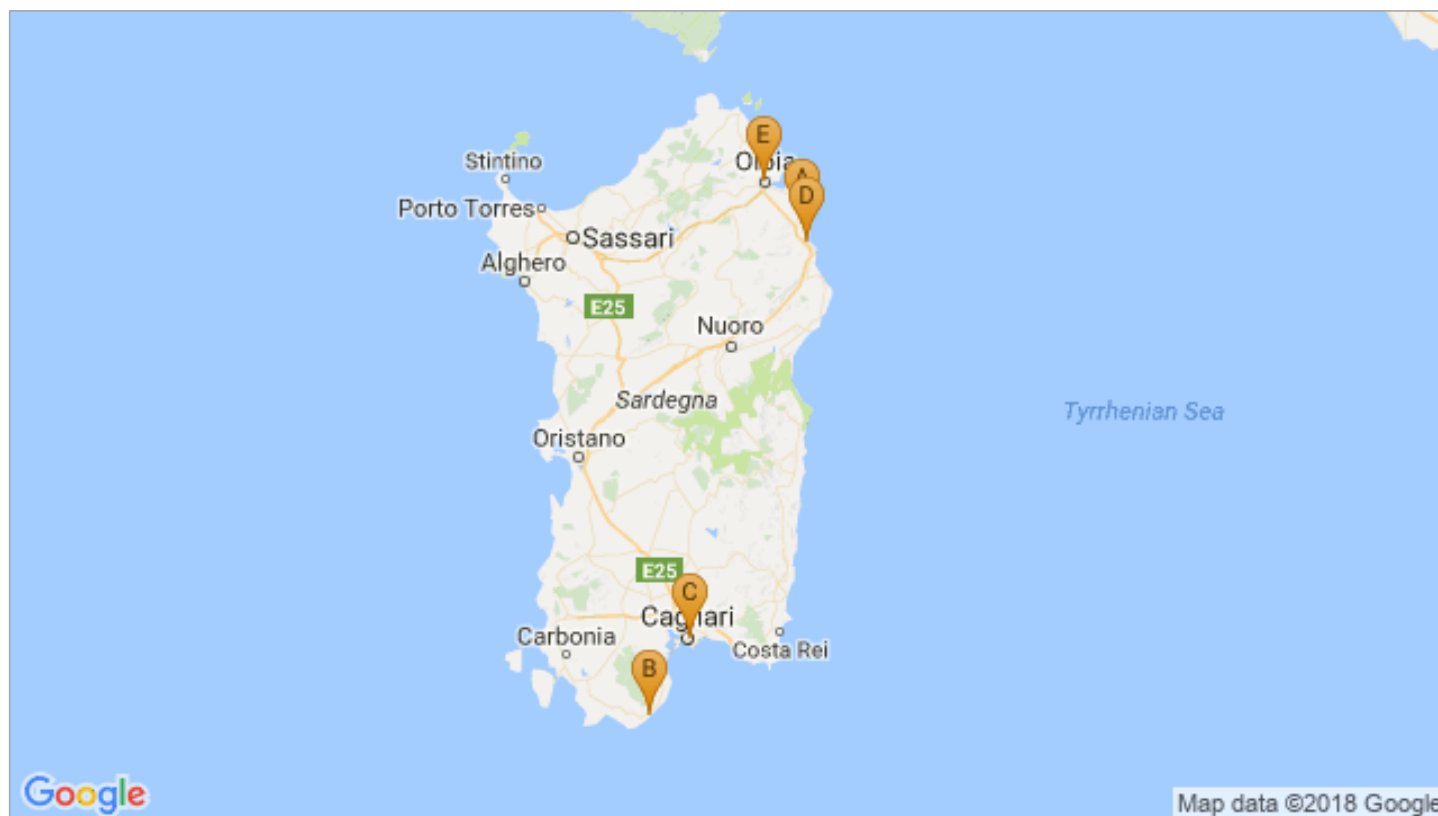 E
Stintino
Olbia
A
D
Porto Torres
Sassari
Alghero
E25
Nuoro
Sardegna
Tyrrhenian Sea
Oristano
E25
C
Cagliari
Carbonia
Costa Rei
B
Google
Map data ©2018 Google